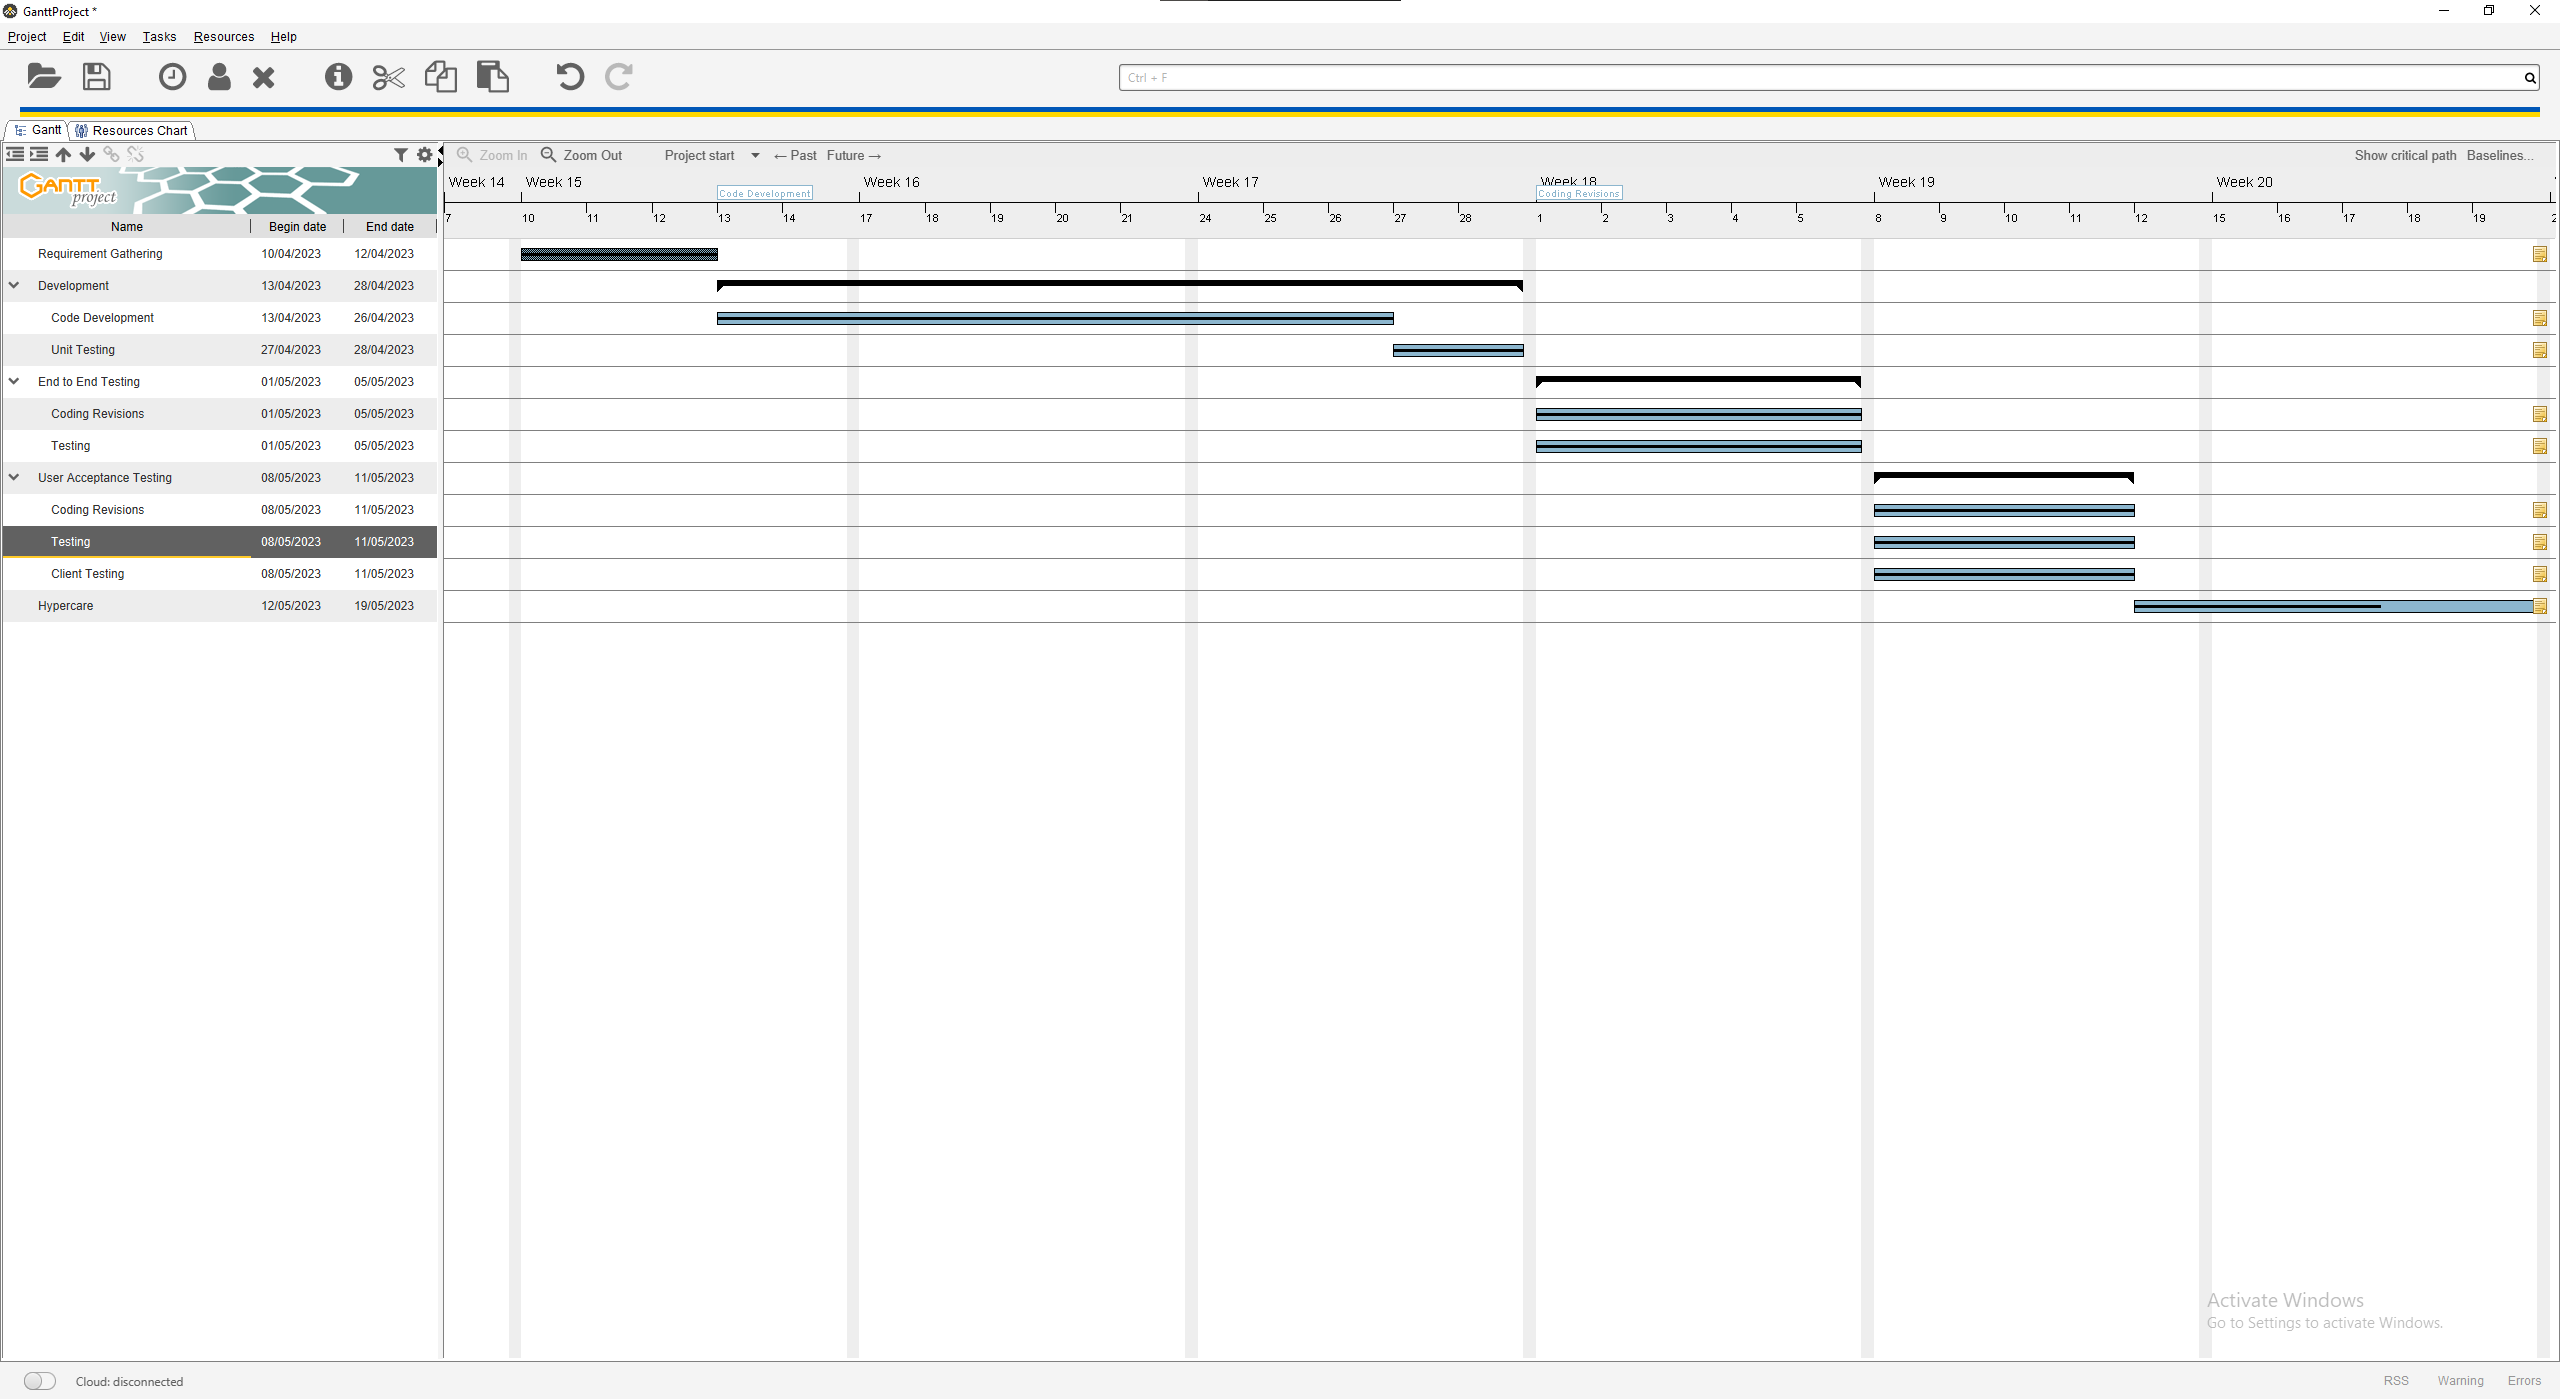 GanttProject *
Project Edit View Tasks Resources Help
Ctrl + F
Gantt Resources Chart
Zoom In Zoom Out Project start ← Past Future → Show critical path Baselines...
GANTT project
Week 14 Week 15 Week 16 Week 17 Week 18 Week 19 Week 20
Code Development Coding Revisions
7 10 11 12 13 14 17 18 19 20 21 24 25 26 27 28 1 2 3 4 5 8 9 10 11 12 15 16 17 18 19 2
Name Begin date End date
Requirement Gathering 10/04/2023 12/04/2023
Development 13/04/2023 28/04/2023
Code Development 13/04/2023 26/04/2023
Unit Testing 27/04/2023 28/04/2023
End to End Testing 01/05/2023 05/05/2023
Coding Revisions 01/05/2023 05/05/2023
Testing 01/05/2023 05/05/2023
User Acceptance Testing 08/05/2023 11/05/2023
Coding Revisions 08/05/2023 11/05/2023
Testing 08/05/2023 11/05/2023
Client Testing 08/05/2023 11/05/2023
Hypercare 12/05/2023 19/05/2023
Activate Windows
Go to Settings to activate Windows.
Cloud: disconnected RSS Warning Errors